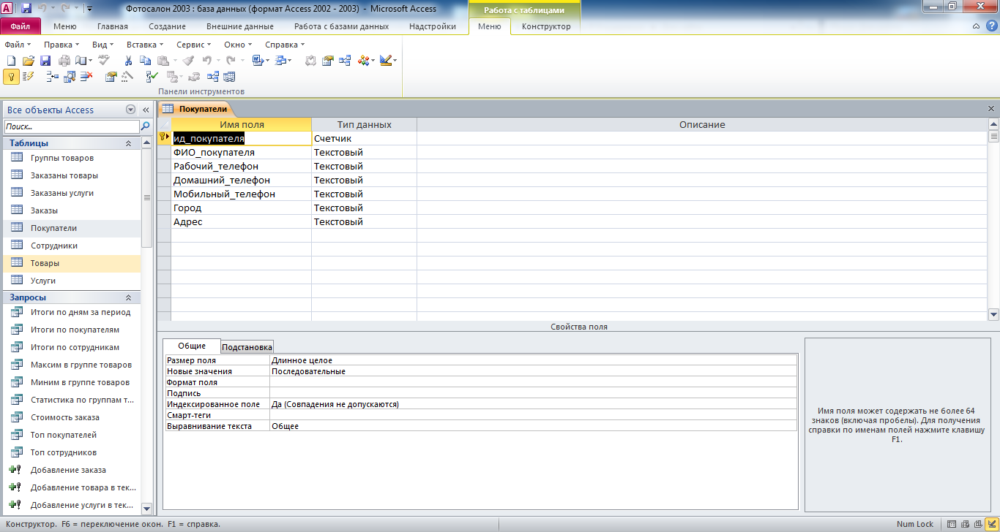 Фотосалон 2003 : база данных (формат Access 2002 - 2003) - Microsoft Access
Работа с таблицами
Файл Меню Главная Создание Внешние данные Работа с базами данных Надстройки Меню Конструктор
Файл Правка Вид Вставка Сервис Окно Справка
Панели инструментов
Все объекты Access
Поиск...
Таблицы
Группы товаров
Заказаны товары
Заказаны услуги
Заказы
Покупатели
Сотрудники
Товары
Услуги
Запросы
Итоги по дням за период
Итоги по покупателям
Итоги по сотрудникам
Максим в группе товаров
Миним в группе товаров
Статистика по группам т...
Стоимость заказа
Топ покупателей
Топ сотрудников
Добавление заказа
Добавление товара в тек...
Добавление услуги в тек...
Покупатели
Имя поля Тип данных Описание
ид_покупателя Счетчик
ФИО_покупателя Текстовый
Рабочий_телефон Текстовый
Домашний_телефон Текстовый
Мобильный_телефон Текстовый
Город Текстовый
Адрес Текстовый
Свойства поля
Общие Подстановка
Размер поля Длинное целое
Новые значения Последовательные
Формат поля
Подпись
Индексированное поле Да (Совпадения не допускаются)
Смарт-теги
Выравнивание текста Общее
Имя поля может содержать не более 64
знаков (включая пробелы). Для получения
справки по именам полей нажмите клавишу
F1.
Конструктор. F6 = переключение окон. F1 = справка.
Num Lock